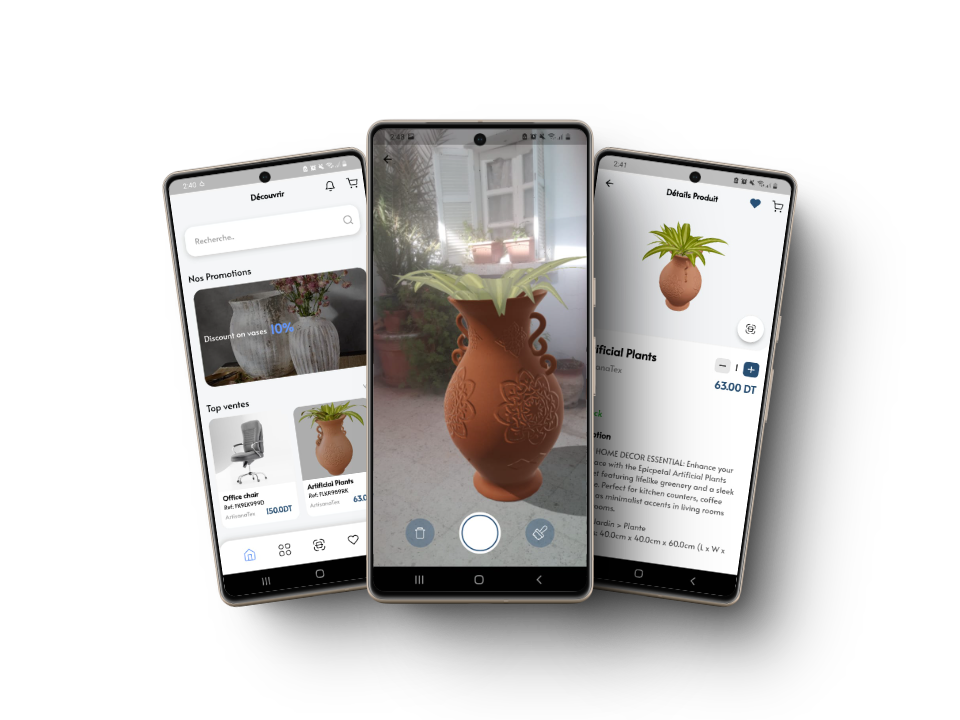 2:40
Découvrir
Recherche..
Nos Promotions
Discount on vases 10%
Top ventes
Office chair
Ref:
ArtisanaTex
150.0DT
Artificial Plants
Ref:
ArtisanaTex
63.0
2:41
Détails Produit
ificial Plants
anaTex
1
63.00 DT
ck
ption
HOME DECOR ESSENTIAL: Enhance your
ace with the Epicpetal Artificial Plants
et featuring lifelike greenery and a sleek
e. Perfect for kitchen counters, coffee
as minimalist accents in living rooms
ooms.
Jardin > Plante
: 40.0cm x 40.0cm x 60.0cm (L x W x